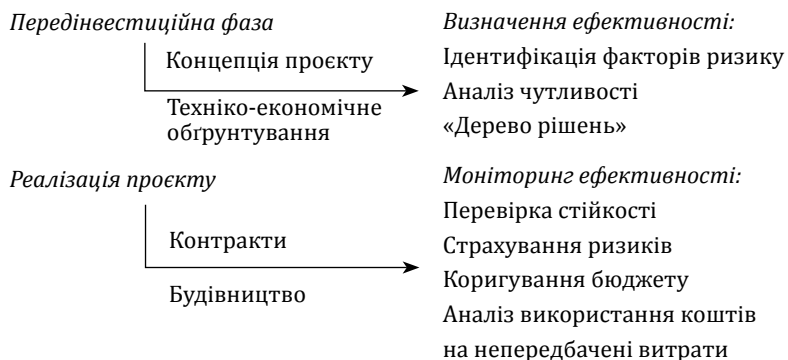 Передінвестиційна фаза
Концепція проєкту
Техніко-економічне
обґрунтування
Визначення ефективності:
Ідентифікація факторів ризику
Аналіз чутливості
«Дерево рішень»
Реалізація проєкту
Контракти
Будівництво
Моніторинг ефективності:
Перевірка стійкості
Страхування ризиків
Коригування бюджету
Аналіз використання коштів
на непередбачені витрати